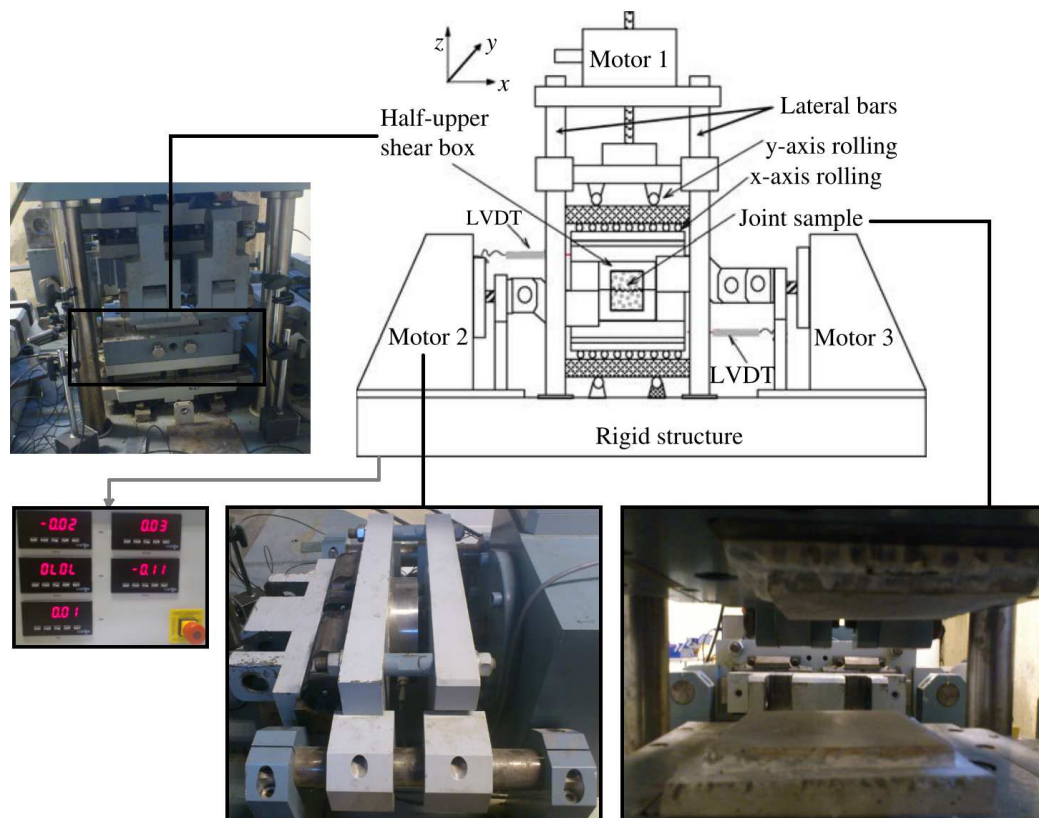 z
y
x
Motor 1
Lateral bars
Half-upper
shear box
y-axis rolling
x-axis rolling
Joint sample
LVDT
Motor 2
Motor 3
LVDT
Rigid structure
-0.02
0.03
OLOL
-0.11
0.01